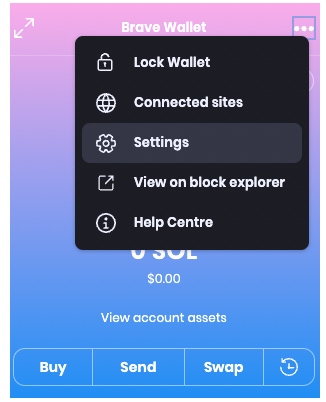 Brave Wallet
Lock Wallet
Connected sites
Settings
View on block explorer
Help Centre
0 SOL
$0.00
View account assets
Buy
Send
Swap